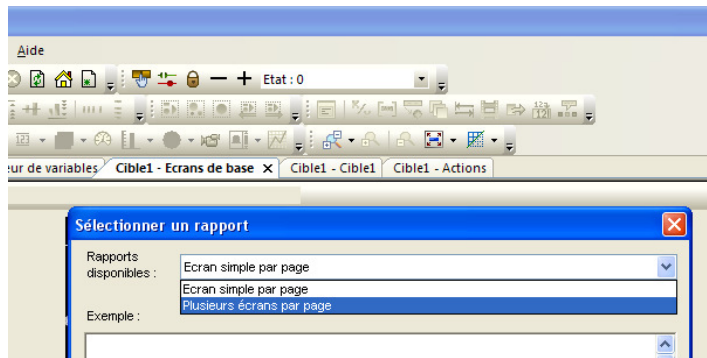 Aide
Etat : 0
eur de variables Cible1 - Ecrans de base X Cible1 - Cible1 Cible1 - Actions
Sélectionner un rapport
Rapports
disponibles :
Ecran simple par page
Ecran simple par page
Plusieurs écrans par page
Exemple :